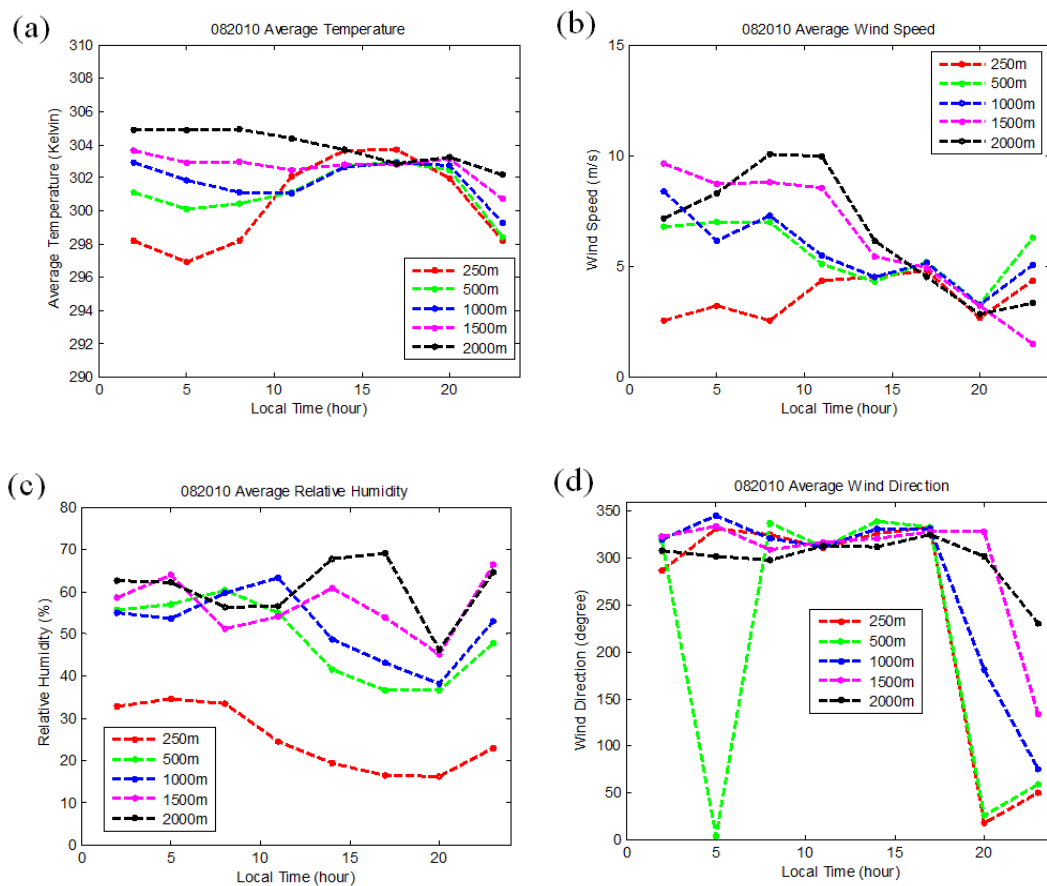 (a)
082010 Average Temperature
310
308
306
304
302
300
298
296
294
292
290
Average Temperature (Kelvin)
0 5 10 15 20
Local Time (hour)
250m
500m
1000m
1500m
2000m
(b)
082010 Average Wind Speed
15
10
5
0
Wind Speed (m/s)
0 5 10 15 20
Local Time (hour)
250m
500m
1000m
1500m
2000m
(c)
082010 Average Relative Humidity
80
70
60
50
40
30
20
10
0
Relative Humidity (%)
0 5 10 15 20
Local Time (hour)
250m
500m
1000m
1500m
2000m
(d)
082010 Average Wind Direction
350
300
250
200
150
100
50
0
Wind Direction (degree)
0 5 10 15 20
Local Time (hour)
250m
500m
1000m
1500m
2000m